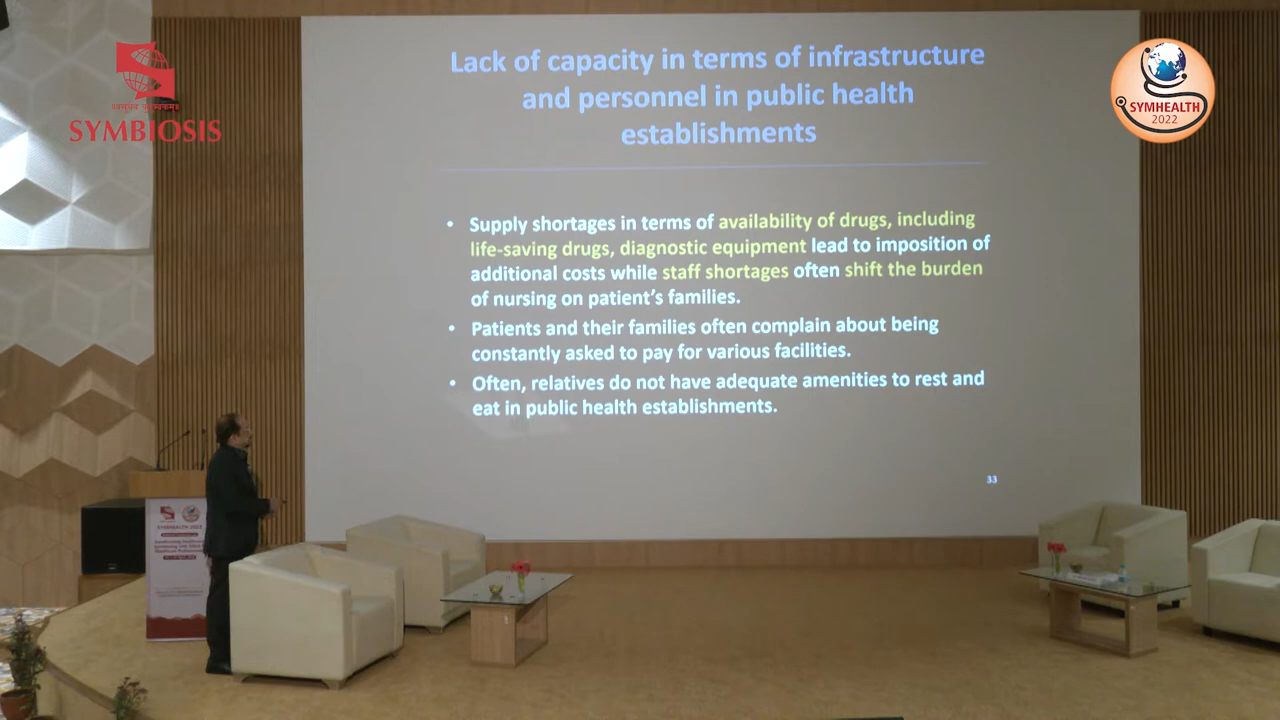 वसुधैव कुटुम्बकम्
SYMBIOSIS
SYMHEALTH
2022
Lack of capacity in terms of infrastructure
and personnel in public health
establishments
• Supply shortages in terms of availability of drugs, including
life-saving drugs, diagnostic equipment lead to imposition of
additional costs while staff shortages often shift the burden
of nursing on patient's families.
• Patients and their families often complain about being
constantly asked to pay for various facilities.
• Often, relatives do not have adequate amenities to rest and
eat in public health establishments.
33
SYMHEALTH 2022